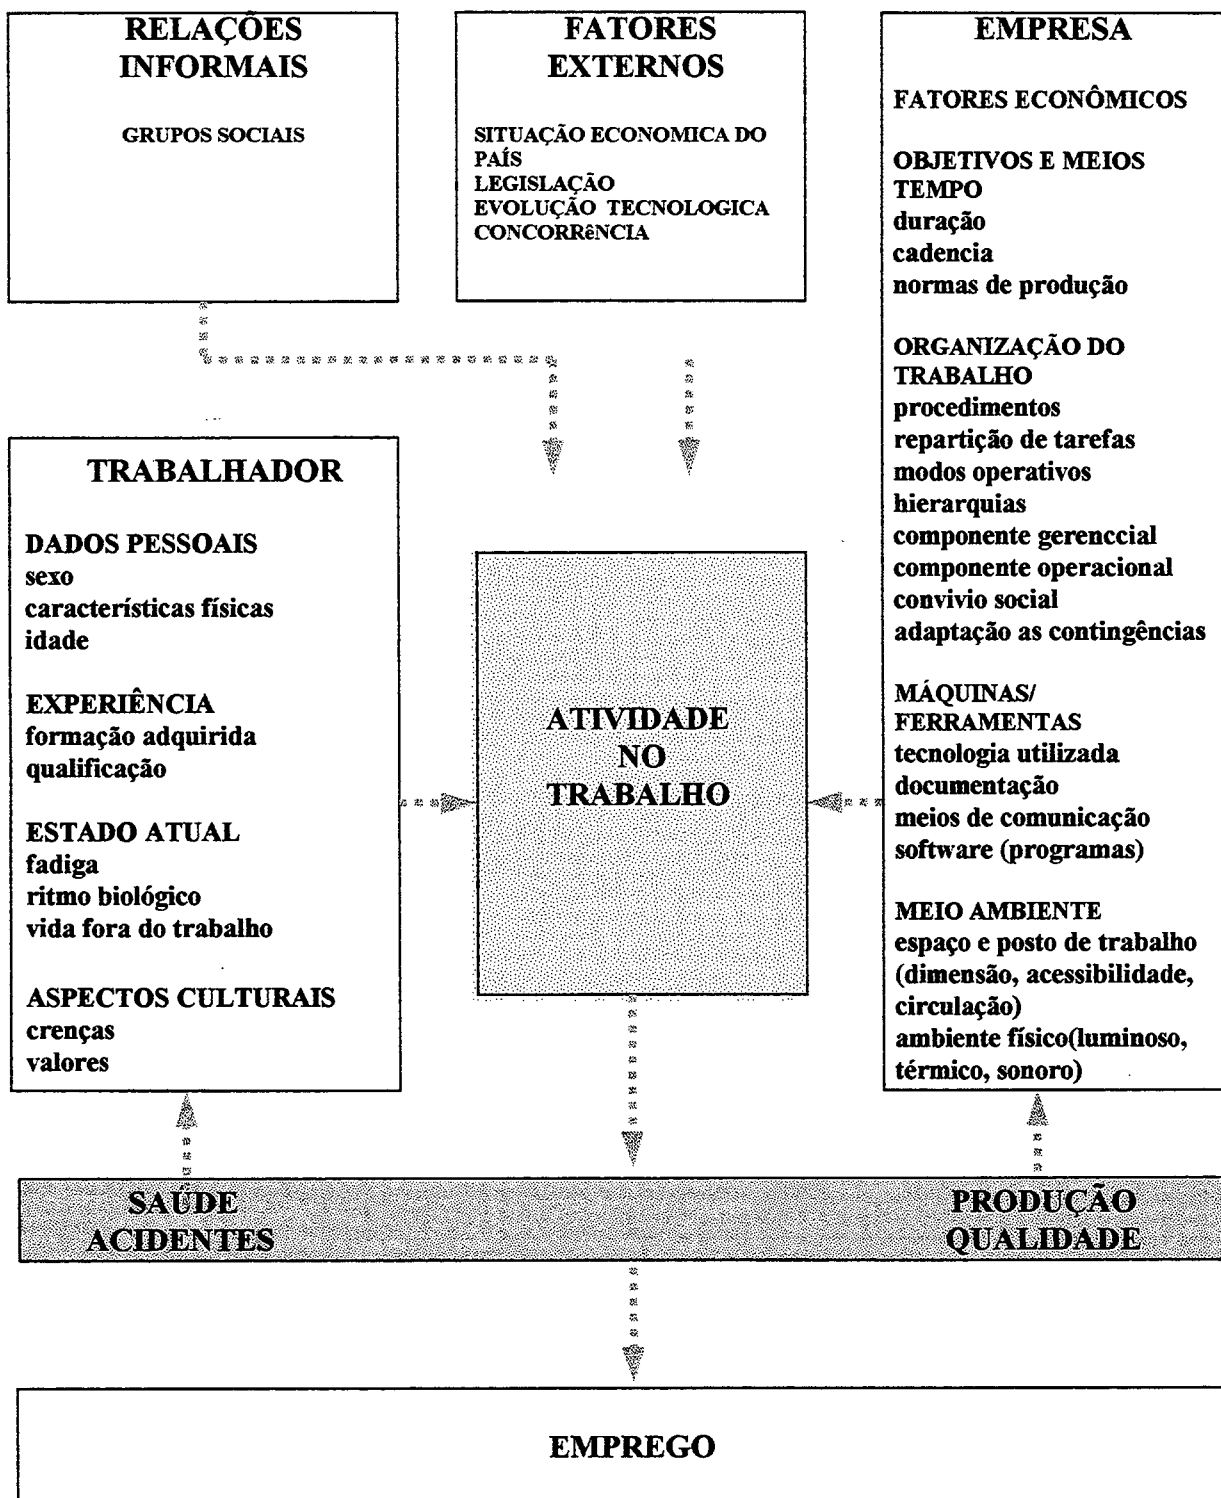 RELAÇÕES
INFORMAIS
GRUPOS SOCIAIS
FATORES
EXTERNOS
SITUAÇÃO ECONOMICA DO
PAÍS
LEGISLAÇÃO
EVOLUÇÃO TECNOLOGICA
CONCORRêNCIA
EMPRESA
FATORES ECONÔMICOS
OBJETIVOS E MEIOS
TEMPO
duração
cadencia
normas de produção
ORGANIZAÇÃO DO
TRABALHO
procedimentos
repartição de tarefas
modos operativos
hierarquias
componente gerenccial
componente operacional
convivio social
adaptação as contingências
MÁQUINAS/
FERRAMENTAS
tecnologia utilizada
documentação
meios de comunicação
software (programas)
MEIO AMBIENTE
espaço e posto de trabalho
(dimensão, acessibilidade,
circulação)
ambiente físico(luminoso,
térmico, sonoro)
TRABALHADOR
DADOS PESSOAIS
sexo
característícas físicas
idade
EXPERIÊNCIA
formação adquirida
qualificação
ESTADO ATUAL
fadiga
ritmo biológico
vida fora do trabalho
ASPECTOS CULTURAIS
crenças
valores
ATIVIDADE
NO
TRABALHO
SAÚDE
ACIDENTES
PRODUÇÃO
QUALIDADE
EMPREGO